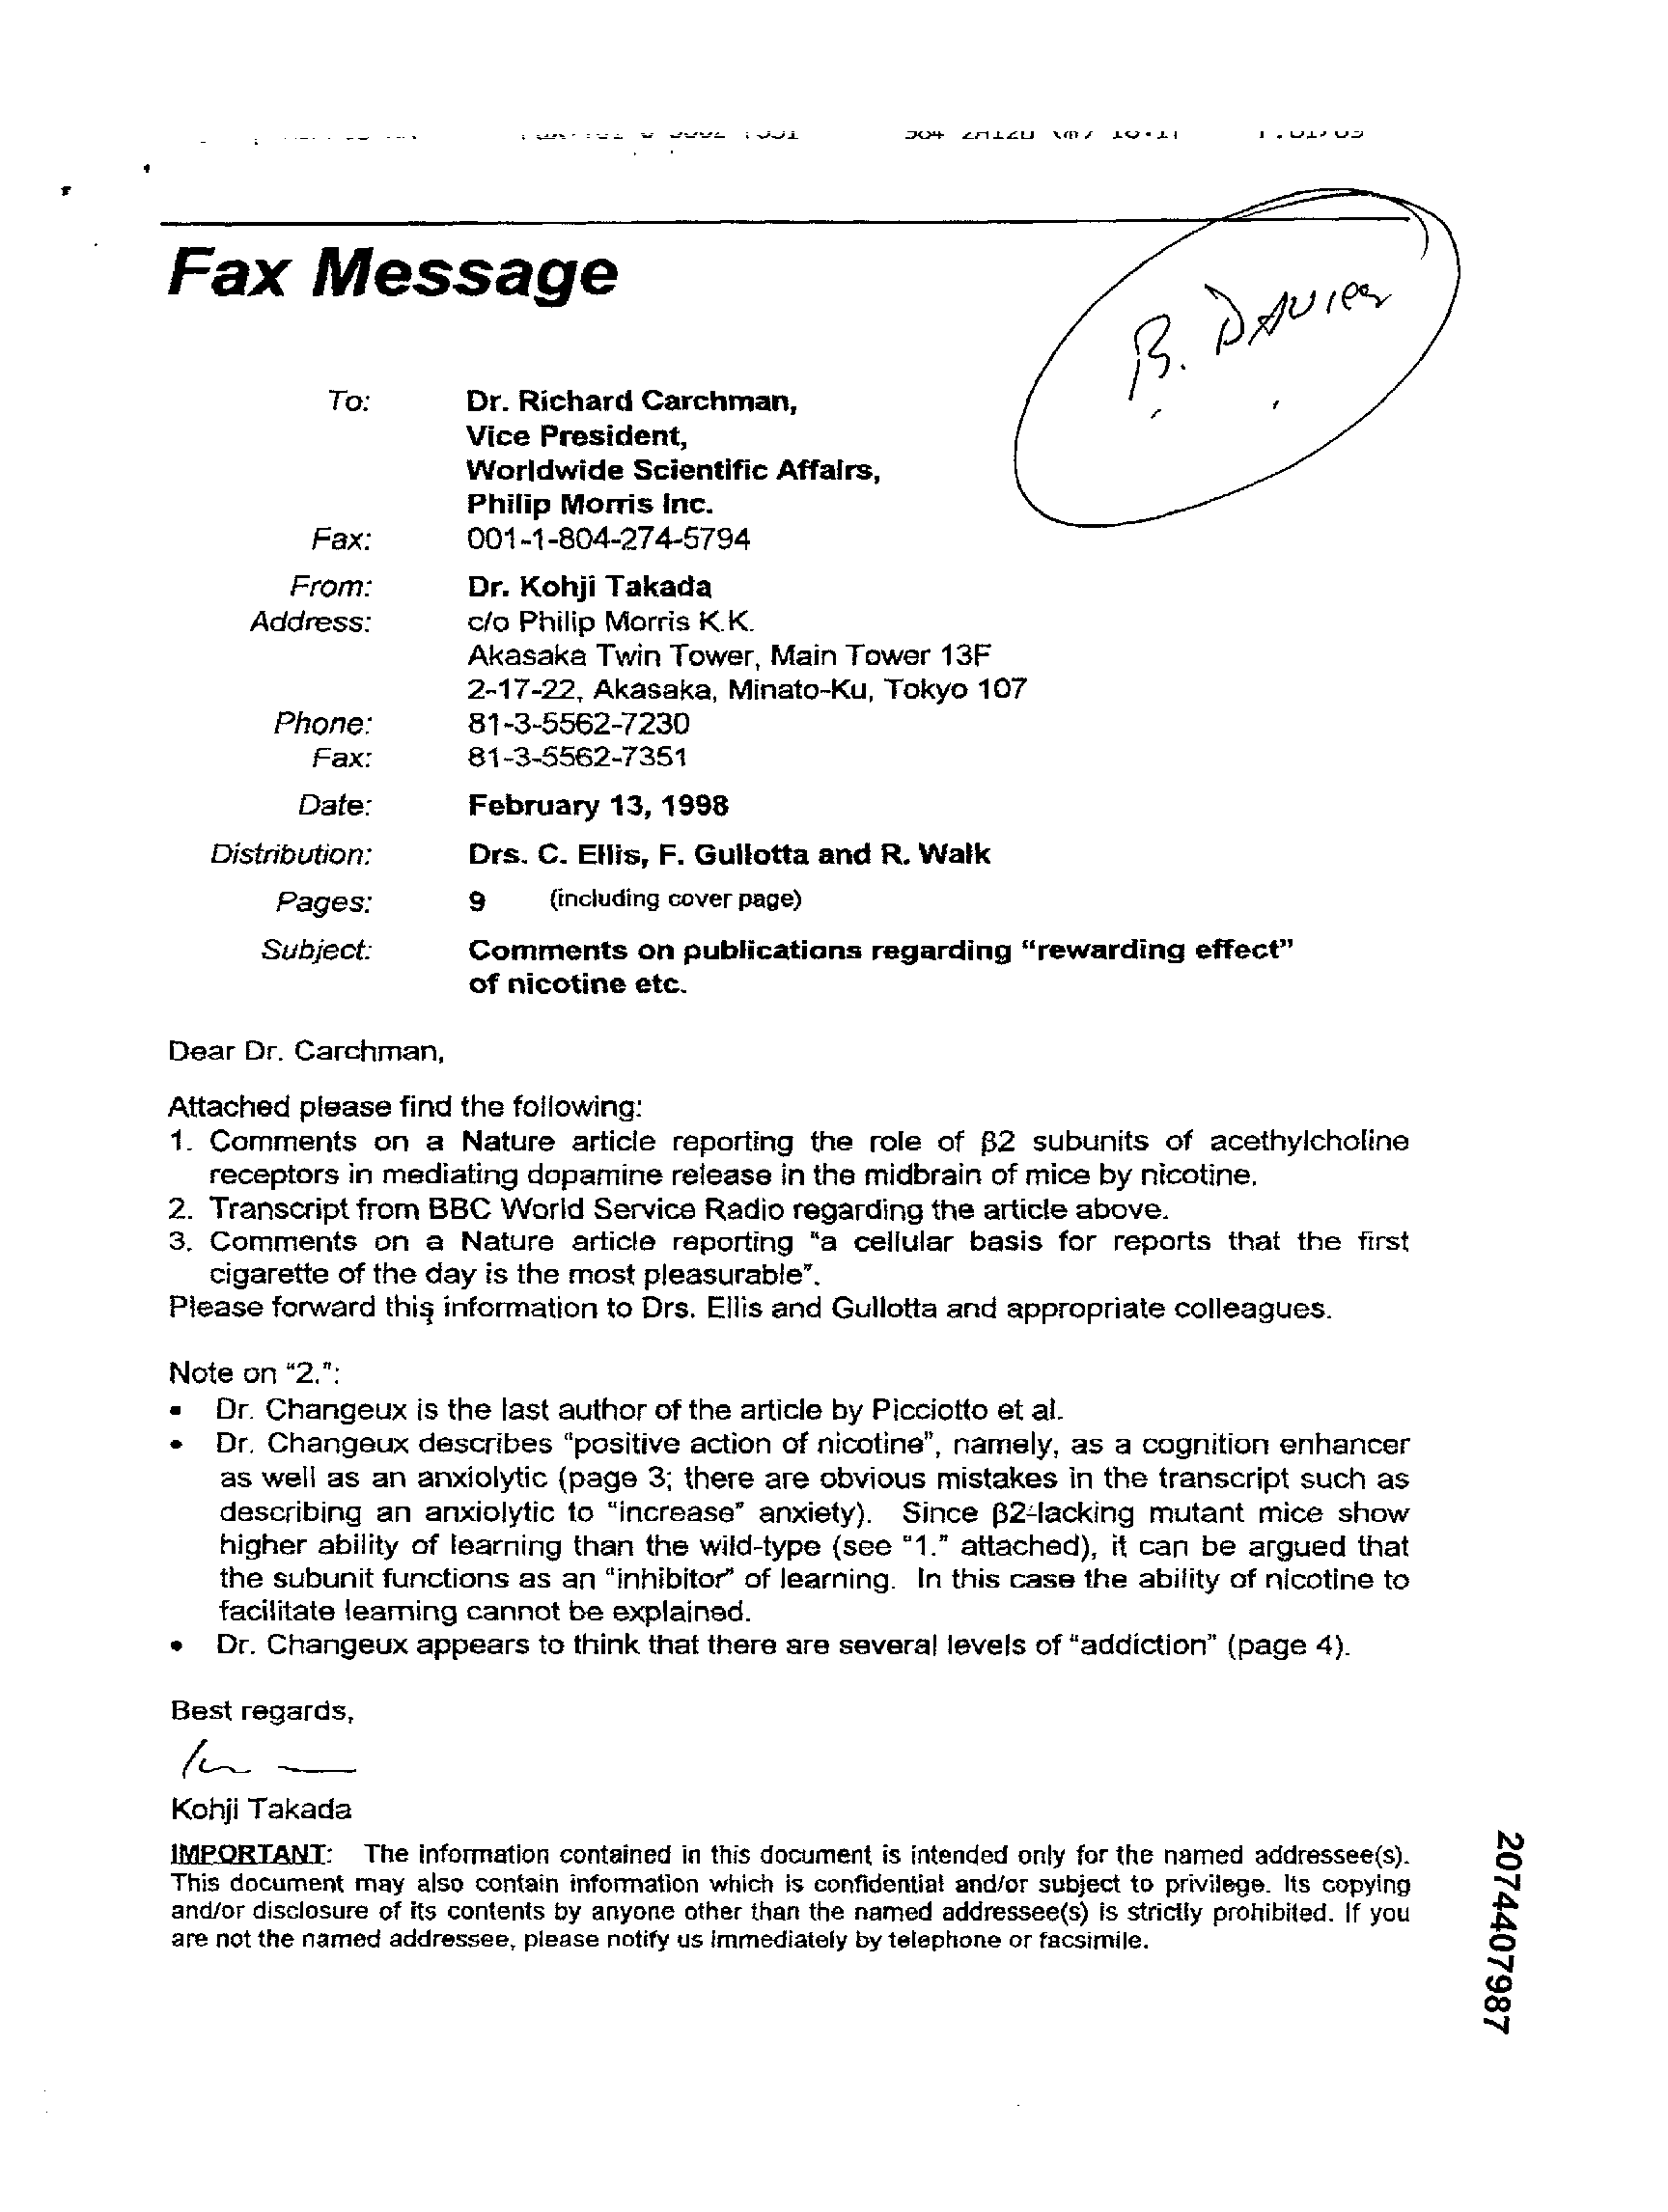 Fax Message
B. DAVIES
To: Dr. Richard Carchman,
Vice President,
Worldwide Scientific Affairs,
Philip Morris Inc.
Fax: 001-1-804-274-5794
From: Dr. Kohji Takada
Address: c/o Philip Morris K.K.
Akasaka Twin Tower, Main Tower 13F
2-17-22, Akasaka, Minato-Ku, Tokyo 107
Phone: 81-3-5562-7230
Fax: 81-3-5562-7351
Date: February 13, 1998
Distribution: Drs. C. Ellis, F. Gullotta and R. Walk
Pages: 9 (including cover page)
Subject: Comments on publications regarding “rewarding effect”
of nicotine etc.
Dear Dr. Carchman,
Attached please find the following:
1. Comments on a Nature article reporting the role of β2 subunits of acethylcholine
receptors in mediating dopamine release in the midbrain of mice by nicotine.
2. Transcript from BBC World Service Radio regarding the article above.
3. Comments on a Nature article reporting “a cellular basis for reports that the first
cigarette of the day is the most pleasurable”.
Please forward this information to Drs. Ellis and Gullotta and appropriate colleagues.
Note on “2.”:
• Dr. Changeux is the last author of the article by Picciotto et al.
• Dr. Changeux describes “positive action of nicotine”, namely, as a cognition enhancer
as well as an anxiolytic (page 3; there are obvious mistakes in the transcript such as
describing an anxiolytic to “increase” anxiety). Since β2-lacking mutant mice show
higher ability of learning than the wild-type (see “1.” attached), it can be argued that
the subunit functions as an “inhibitor” of learning. In this case the ability of nicotine to
facilitate learning cannot be explained.
• Dr. Changeux appears to think that there are several levels of “addiction” (page 4).
Best regards,
Kohji Takada
IMPORTANT: The information contained in this document is intended only for the named addressee(s).
This document may also contain information which is confidential and/or subject to privilege. Its copying
and/or disclosure of its contents by anyone other than the named addressee(s) is strictly prohibited. If you
are not the named addressee, please notify us immediately by telephone or facsimile.
2074407987